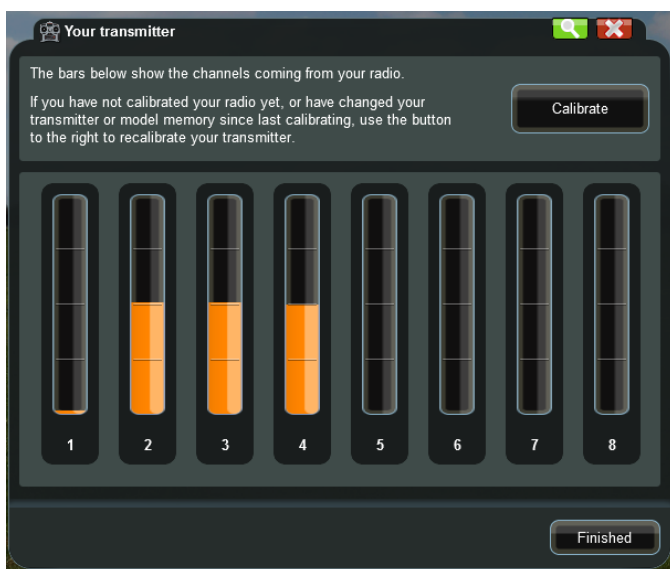 Your transmitter
The bars below show the channels coming from your radio.
If you have not calibrated your radio yet, or have changed your
transmitter or model memory since last calibrating, use the button
to the right to recalibrate your transmitter.
Calibrate
1 2 3 4 5 6 7 8
Finished